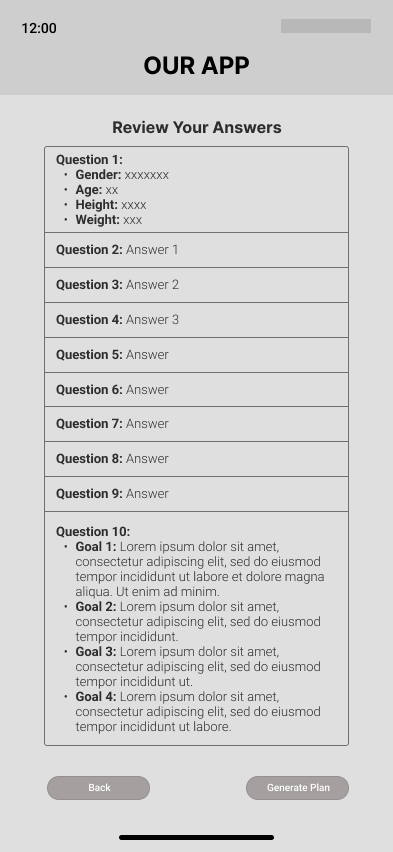 12:00
OUR APP
Review Your Answers
Question 1:
• Gender: xxxxxxx
• Age: xx
• Height: xxxx
• Weight: xxx
Question 2: Answer 1
Question 3: Answer 2
Question 4: Answer 3
Question 5: Answer
Question 6: Answer
Question 7: Answer
Question 8: Answer
Question 9: Answer
Question 10:
• Goal 1: Lorem ipsum dolor sit amet,
consectetur adipiscing elit, sed do eiusmod
tempor incididunt ut labore et dolore magna
aliqua. Ut enim ad minim.
• Goal 2: Lorem ipsum dolor sit amet,
consectetur adipiscing elit, sed do eiusmod
tempor incididunt.
• Goal 3: Lorem ipsum dolor sit amet,
consectetur adipiscing elit, sed do eiusmod
tempor incididunt ut.
• Goal 4: Lorem ipsum dolor sit amet,
consectetur adipiscing elit, sed do eiusmod
tempor incididunt ut labore.
Back
Generate Plan